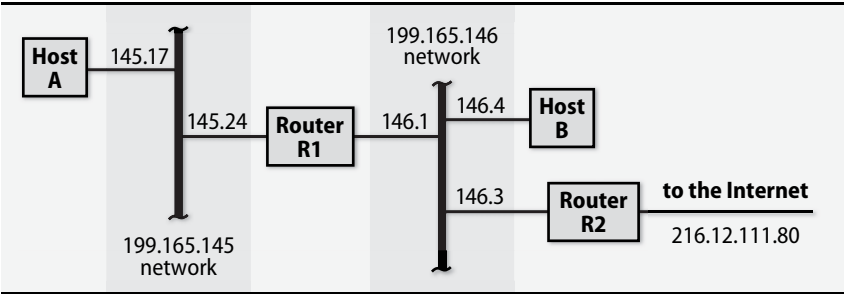 Host
A
145.17
199.165.145
network
145.24
Router
R1
199.165.146
network
146.1
146.4
Host
B
146.3
Router
R2
to the Internet
216.12.111.80